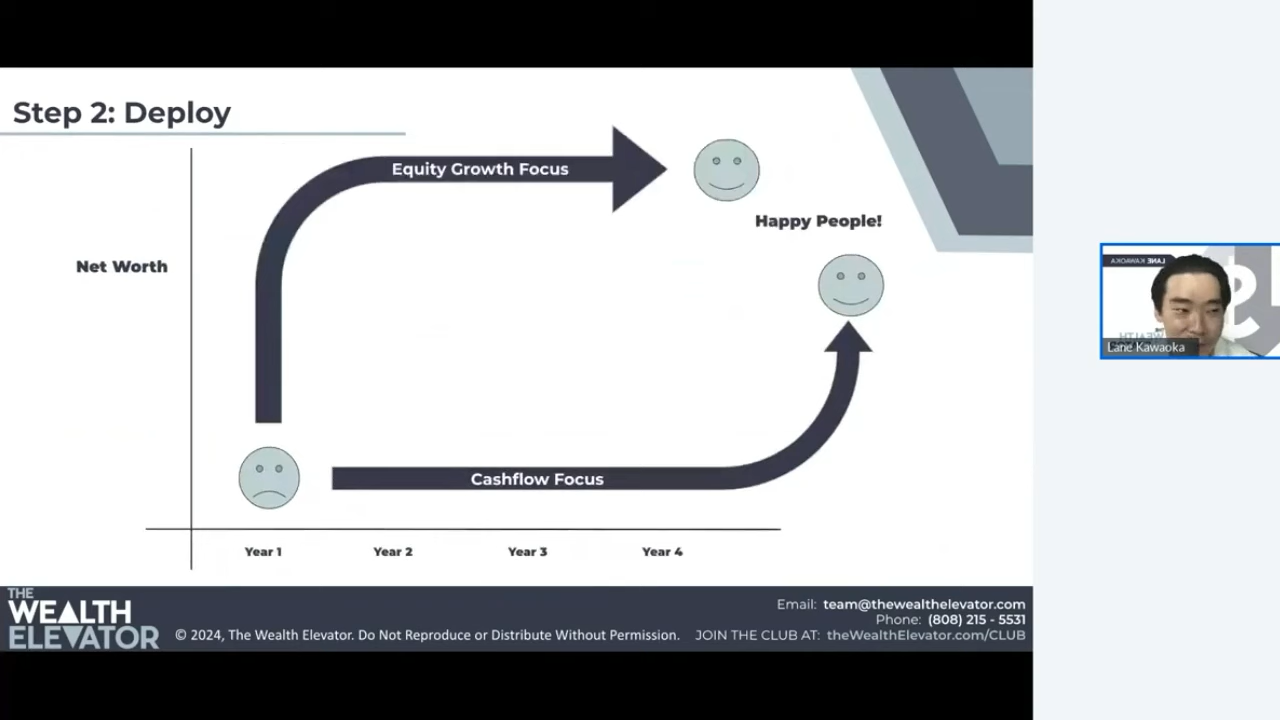 Step 2: Deploy
Equity Growth Focus
Happy People!
Net Worth
Cashflow Focus
Year 1 Year 2 Year 3 Year 4
THE
WEALTH
ELEVATOR
© 2024, The Wealth Elevator. Do Not Reproduce or Distribute Without Permission.
Email: team@thewealthelevator.com
Phone: (808) 215 - 5531
JOIN THE CLUB AT: theWealthElevator.com/CLUB
LANE KAWAOKA
Lane Kawaoka